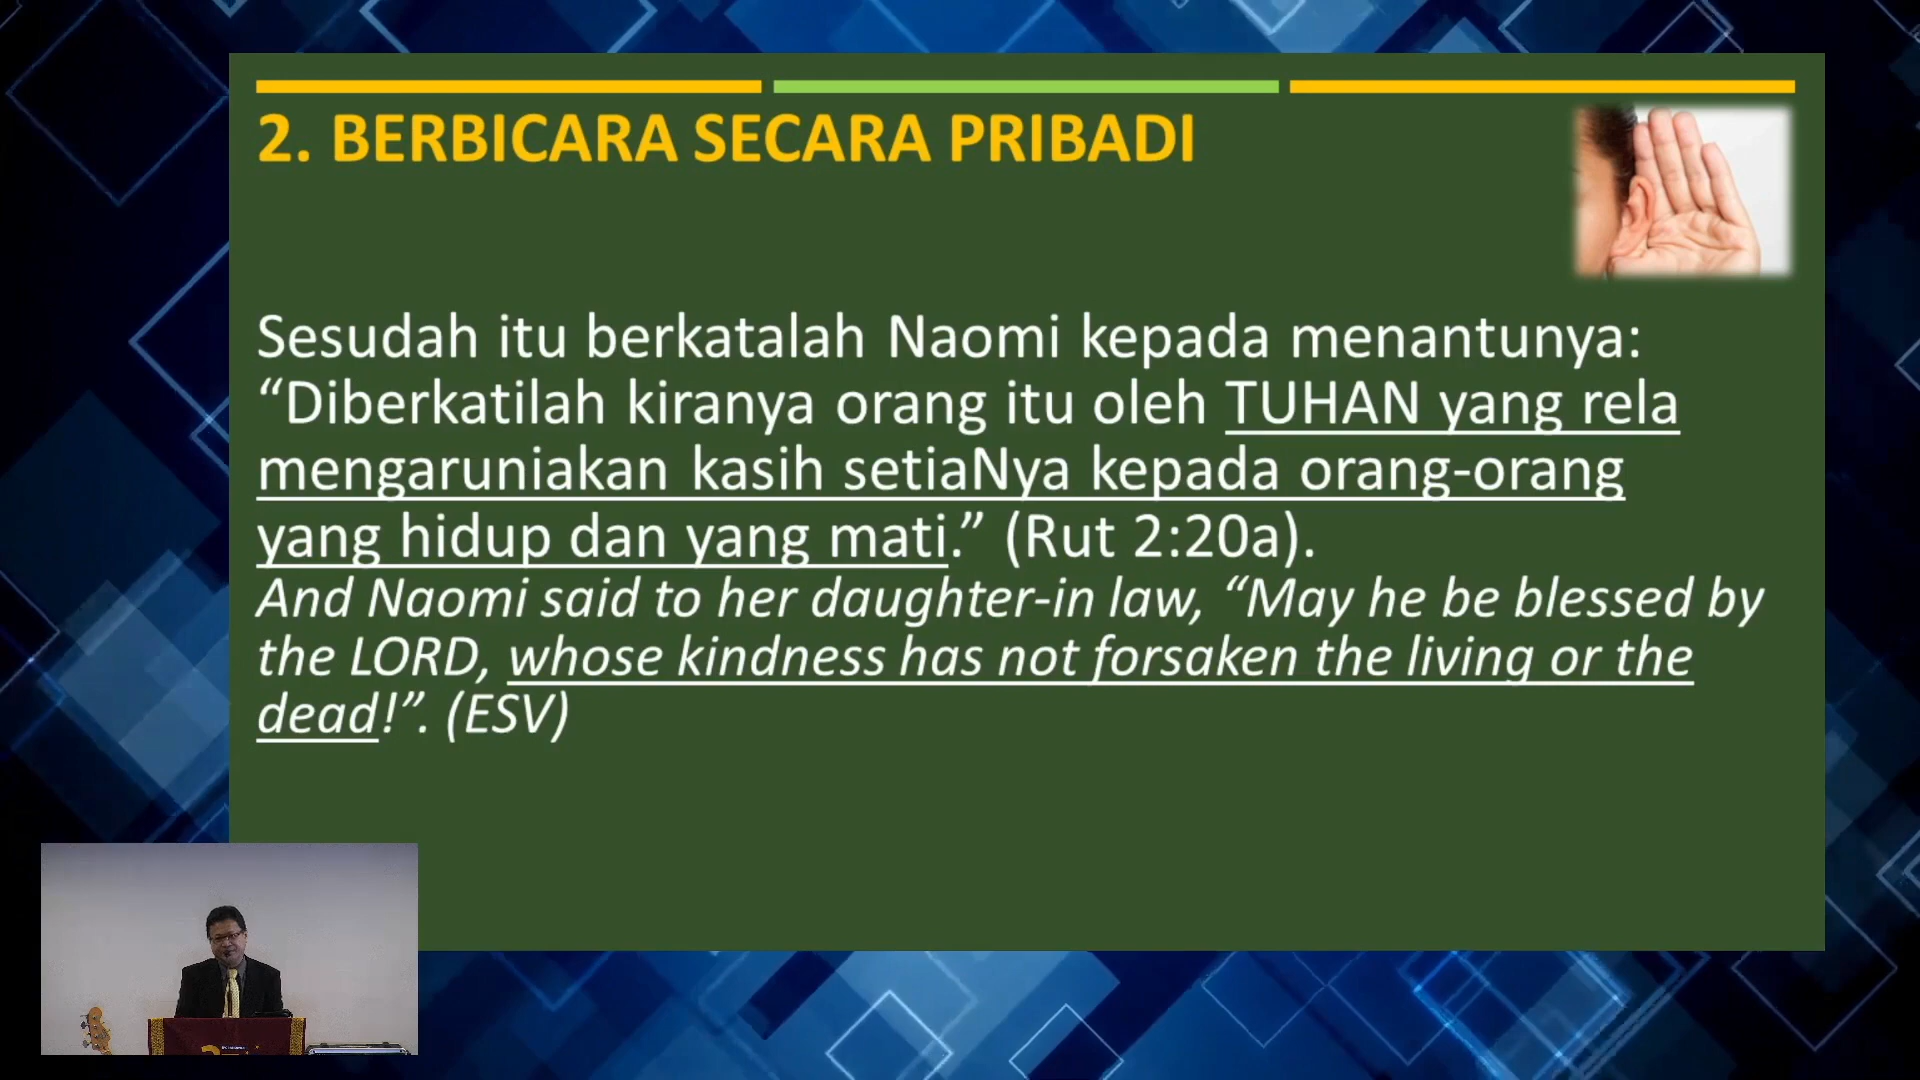 2. BERBICARA SECARA PRIBADI
Sesudah itu berkatalah Naomi kepada menantunya:
“Diberkatilah kiranya orang itu oleh TUHAN yang rela
mengaruniakan kasih setiaNya kepada orang-orang
yang hidup dan yang mati.” (Rut 2:20a).
And Naomi said to her daughter-in law, “May he be blessed by
the LORD, whose kindness has not forsaken the living or the
dead!”. (ESV)